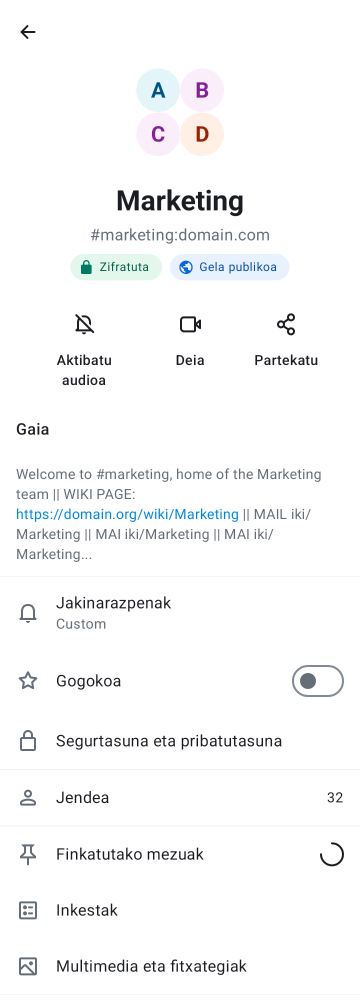 A
B
C
D
Marketing
#marketing:domain.com
Zifratuta
Gela publikoa
Aktibatu audioa
Deia
Partekatu
Gaia
Welcome to #marketing, home of the Marketing
team || WIKI PAGE:
https://domain.org/wiki/Marketing || MAIL iki/
Marketing || MAI iki/Marketing || MAI iki/
Marketing...
Jakinarazpenak
Custom
Gogokoa
Segurtasuna eta pribatutasuna
Jendea
32
Finkatutako mezuak
Inkestak
Multimedia eta fitxategiak